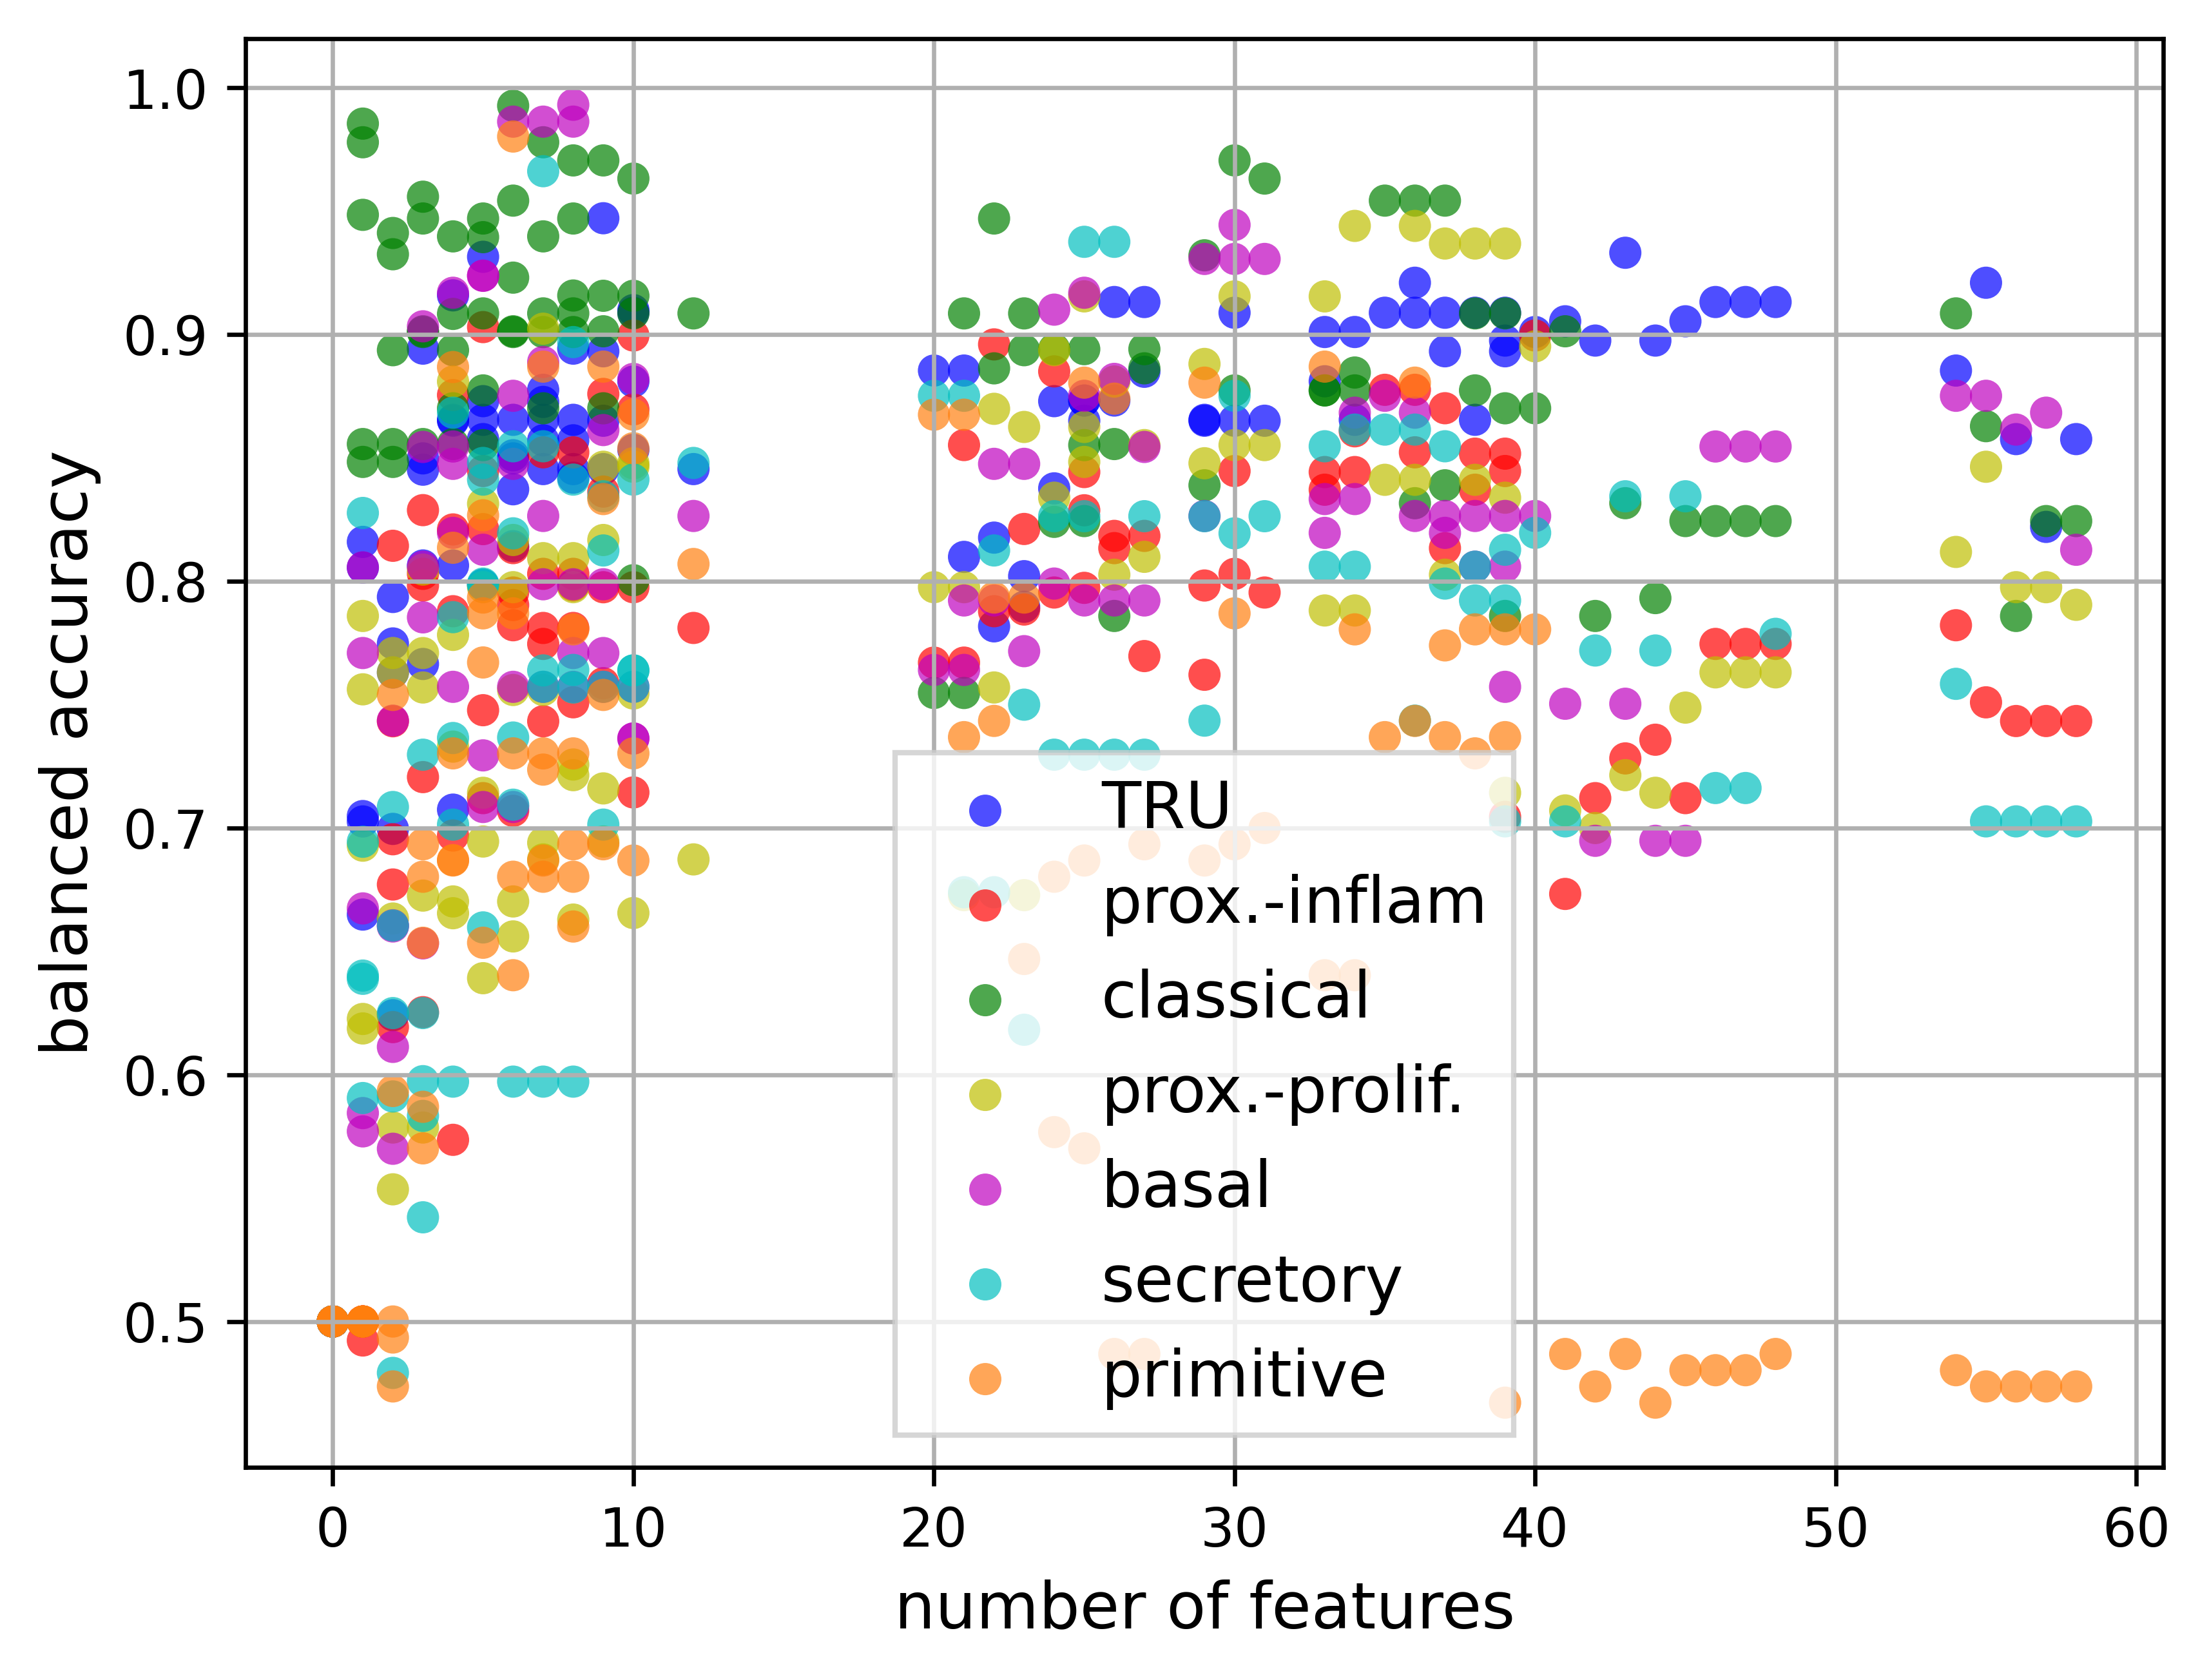 1.0
0.9
0.8
0.7
0.6
0.5
balanced accuracy
TRU
prox.-inflam
classical
prox.-prolif.
basal
secretory
primitive
0 10 20 30 40 50 60
number of features